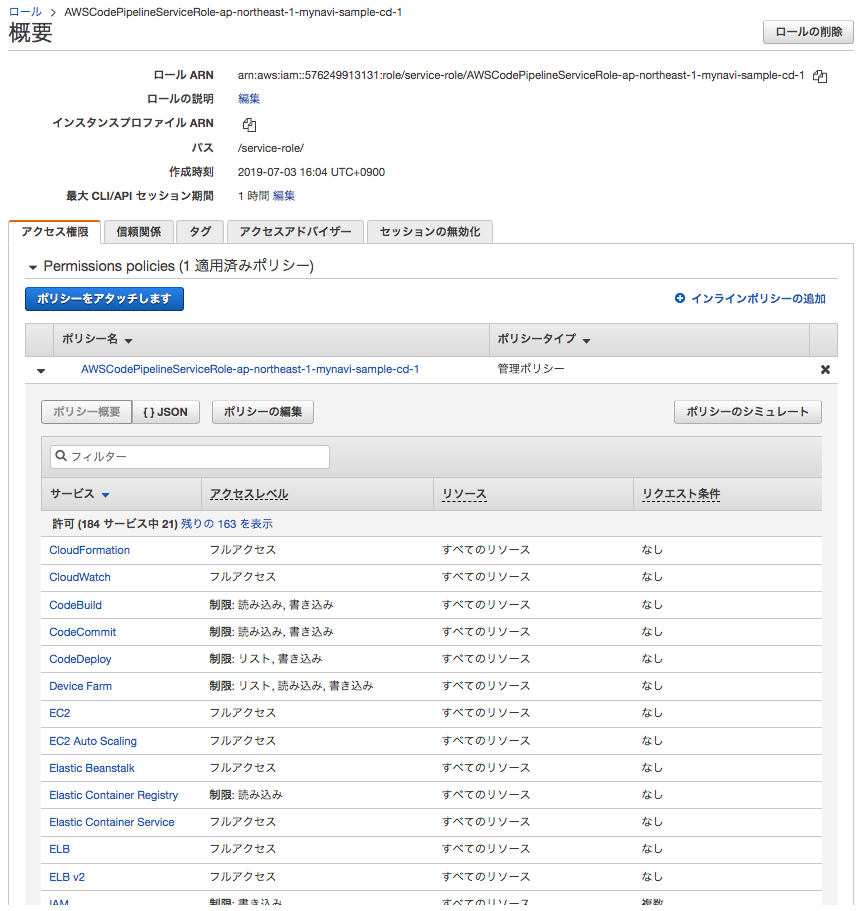 ロール > AWSCodePipelineServiceRole-ap-northeast-1-mynavi-sample-cd-1
概要
ロールの削除
ロール ARN arn:aws:iam::576249913131:role/service-role/AWSCodePipelineServiceRole-ap-northeast-1-mynavi-sample-cd-1
ロールの説明 編集
インスタンスプロファイル ARN
パス /service-role/
作成時刻 2019-07-03 16:04 UTC+0900
最大 CLI/API セッション期間 1 時間 編集
アクセス権限 信頼関係 タグ アクセスアドバイザー セッションの無効化
Permissions policies (1 適用済みポリシー)
ポリシーをアタッチします インラインポリシーの追加
ポリシー名 ポリシータイプ
AWSCodePipelineServiceRole-ap-northeast-1-mynavi-sample-cd-1 管理ポリシー
ポリシー概要 { } JSON ポリシーの編集 ポリシーのシミュレート
フィルター
サービス アクセスレベル リソース リクエスト条件
許可 (184 サービス中 21) 残りの 163 を表示
CloudFormation フルアクセス すべてのリソース なし
CloudWatch フルアクセス すべてのリソース なし
CodeBuild 制限: 読み込み, 書き込み すべてのリソース なし
CodeCommit 制限: 読み込み, 書き込み すべてのリソース なし
CodeDeploy 制限: リスト, 書き込み すべてのリソース なし
Device Farm 制限: リスト, 読み込み, 書き込み すべてのリソース なし
EC2 フルアクセス すべてのリソース なし
EC2 Auto Scaling フルアクセス すべてのリソース なし
Elastic Beanstalk フルアクセス すべてのリソース なし
Elastic Container Registry 制限: 読み込み すべてのリソース なし
Elastic Container Service フルアクセス すべてのリソース なし
ELB フルアクセス すべてのリソース なし
ELB v2 フルアクセス すべてのリソース なし
IAM 制限: 書き込み すべてのリソース 複数